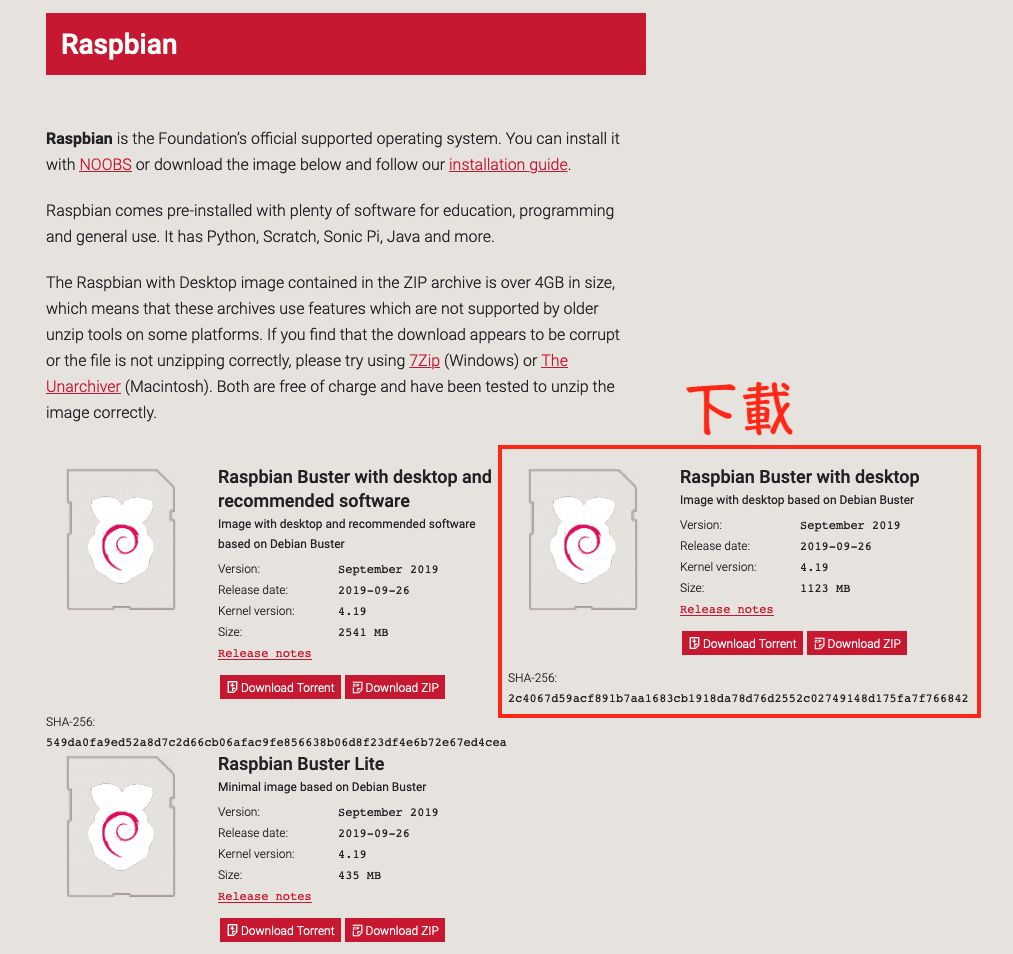 Raspbian
Raspbian is the Foundation’s official supported operating system. You can install it
with NOOBS or download the image below and follow our installation guide.
Raspbian comes pre-installed with plenty of software for education, programming
and general use. It has Python, Scratch, Sonic Pi, Java and more.
The Raspbian with Desktop image contained in the ZIP archive is over 4GB in size,
which means that these archives use features which are not supported by older
unzip tools on some platforms. If you find that the download appears to be corrupt
or the file is not unzipping correctly, please try using 7Zip (Windows) or The
Unarchiver (Macintosh). Both are free of charge and have been tested to unzip the
image correctly.
下載
Raspbian Buster with desktop and
recommended software
Image with desktop and recommended software
based on Debian Buster
Version: September 2019
Release date: 2019-09-26
Kernel version: 4.19
Size: 2541 MB
Release notes
Download Torrent Download ZIP
SHA-256:
549da0fa9ed52a8d7c2d66cb06afac9fe856638b06d8f23df4e6b72e67ed4cea
Raspbian Buster with desktop
Image with desktop based on Debian Buster
Version: September 2019
Release date: 2019-09-26
Kernel version: 4.19
Size: 1123 MB
Release notes
Download Torrent Download ZIP
SHA-256:
2c4067d59acf891b7aa1683cb1918da78d76d2552c02749148d175fa7f766842
Raspbian Buster Lite
Minimal image based on Debian Buster
Version: September 2019
Release date: 2019-09-26
Kernel version: 4.19
Size: 435 MB
Release notes
Download Torrent Download ZIP